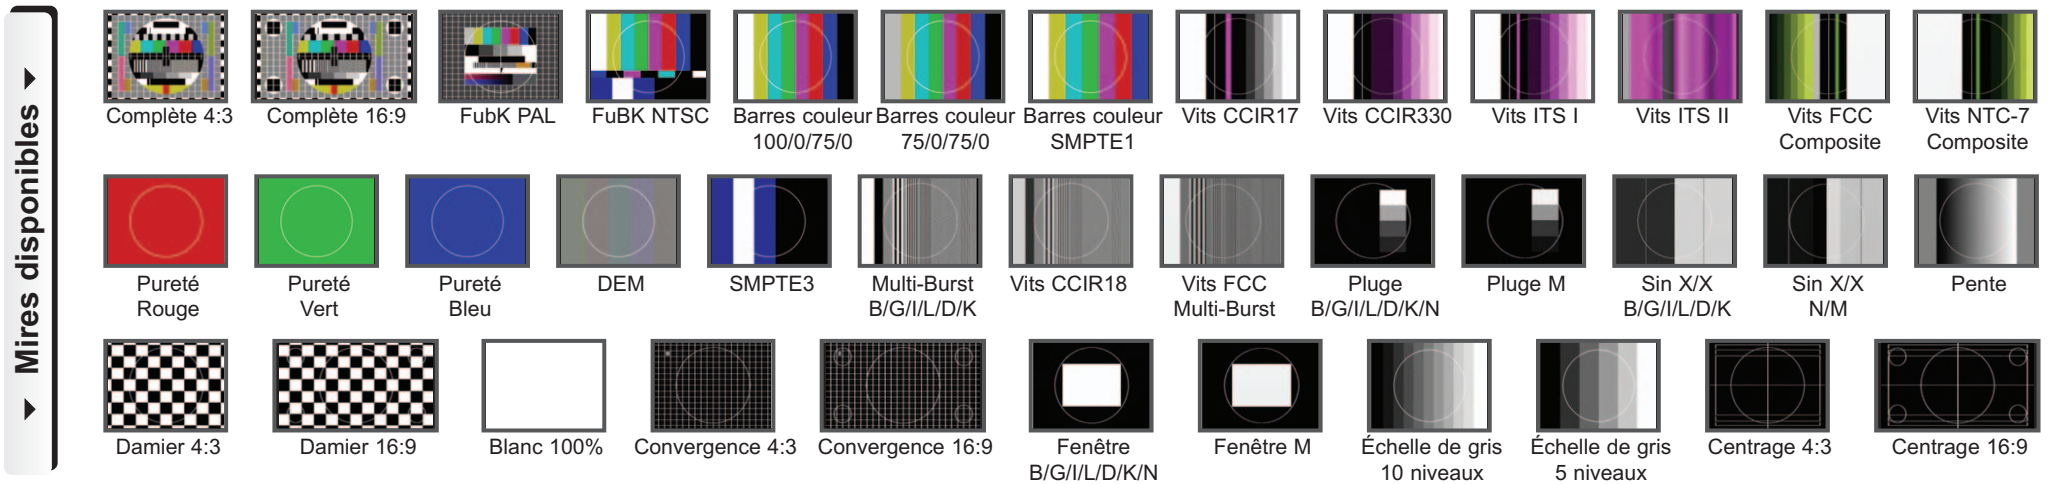 Mires disponibles
Complète 4:3
Complète 16:9
FubK PAL
FuBK NTSC
Barres couleur
100/0/75/0
Barres couleur
75/0/75/0
Barres couleur
SMPTE1
Vits CCIR17
Vits CCIR330
Vits ITS I
Vits ITS II
Vits FCC
Composite
Vits NTC-7
Composite
Pureté
Rouge
Pureté
Vert
Pureté
Bleu
DEM
SMPTE3
Multi-Burst
B/G/I/L/D/K
Vits CCIR18
Vits FCC
Multi-Burst
Pluge
B/G/I/L/D/K/N
Pluge M
Sin X/X
B/G/I/L/D/K
Sin X/X
N/M
Pente
Damier 4:3
Damier 16:9
Blanc 100%
Convergence 4:3
Convergence 16:9
Fenêtre
B/G/I/L/D/K/N
Fenêtre M
Échelle de gris
10 niveaux
Échelle de gris
5 niveaux
Centrage 4:3
Centrage 16:9